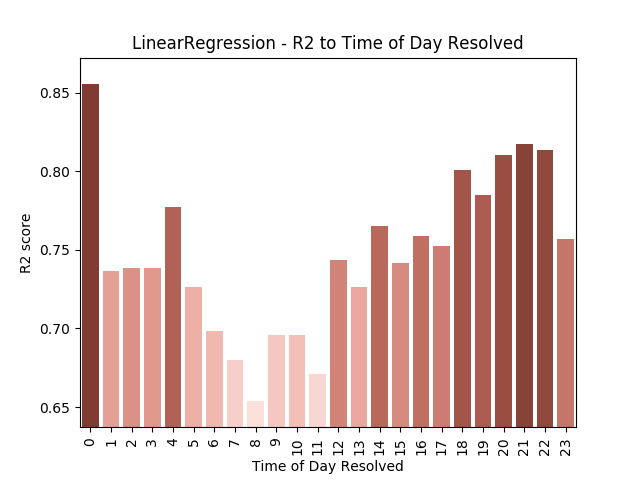 LinearRegression - R2 to Time of Day Resolved
R2 score
0.85
0.80
0.75
0.70
0.65
0 1 2 3 4 5 6 7 8 9 10 11 12 13 14 15 16 17 18 19 20 21 22 23
Time of Day Resolved